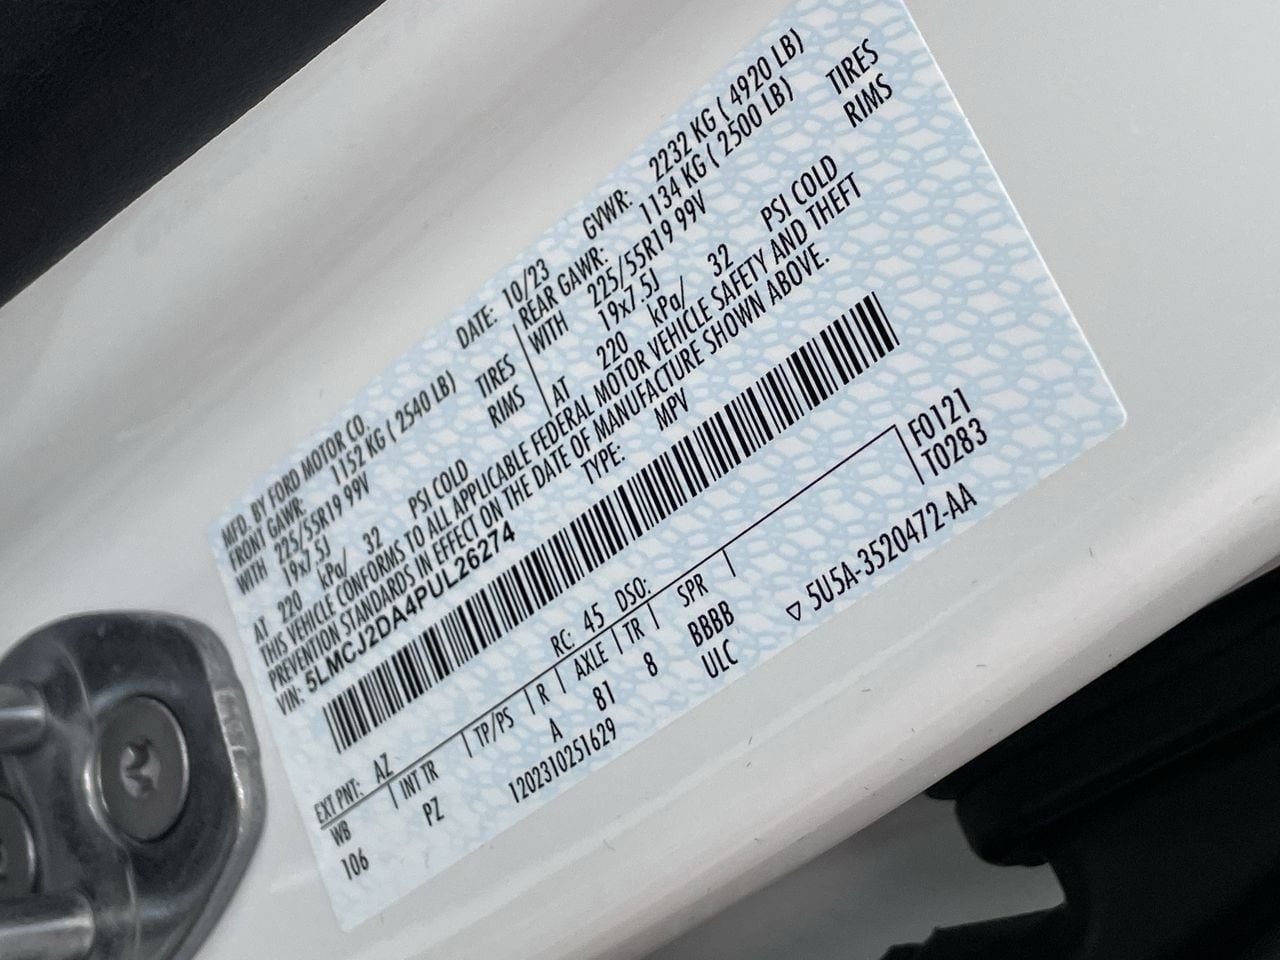 MFD. BY FORD MOTOR CO. DATE: 10/23 GVWR: 2232 KG ( 4920 LB)
FRONT GAWR: 1152 KG ( 2540 LB) REAR GAWR: 1134 KG ( 2500 LB)
WITH 225/55R19 99V TIRES WITH 225/55R19 99V TIRES
19x7.5J RIMS 19x7.5J RIMS
AT 220 kPa/ 32 PSI COLD AT 220 kPa/ 32 PSI COLD
THIS VEHICLE CONFORMS TO ALL APPLICABLE FEDERAL MOTOR VEHICLE SAFETY AND THEFT
PREVENTION STANDARDS IN EFFECT ON THE DATE OF MANUFACTURE SHOWN ABOVE.
VIN: 5LMCJ2DA4PUL26274 TYPE: MPV
F0121
T0283
EXT PNT: AZ RC: 45 DSO:
WB INT TR TP/PS R AXLE TR SPR
106 PZ A 81 8 BBBB
1202310251629 ULC
▽ 5U5A-3520472-AA